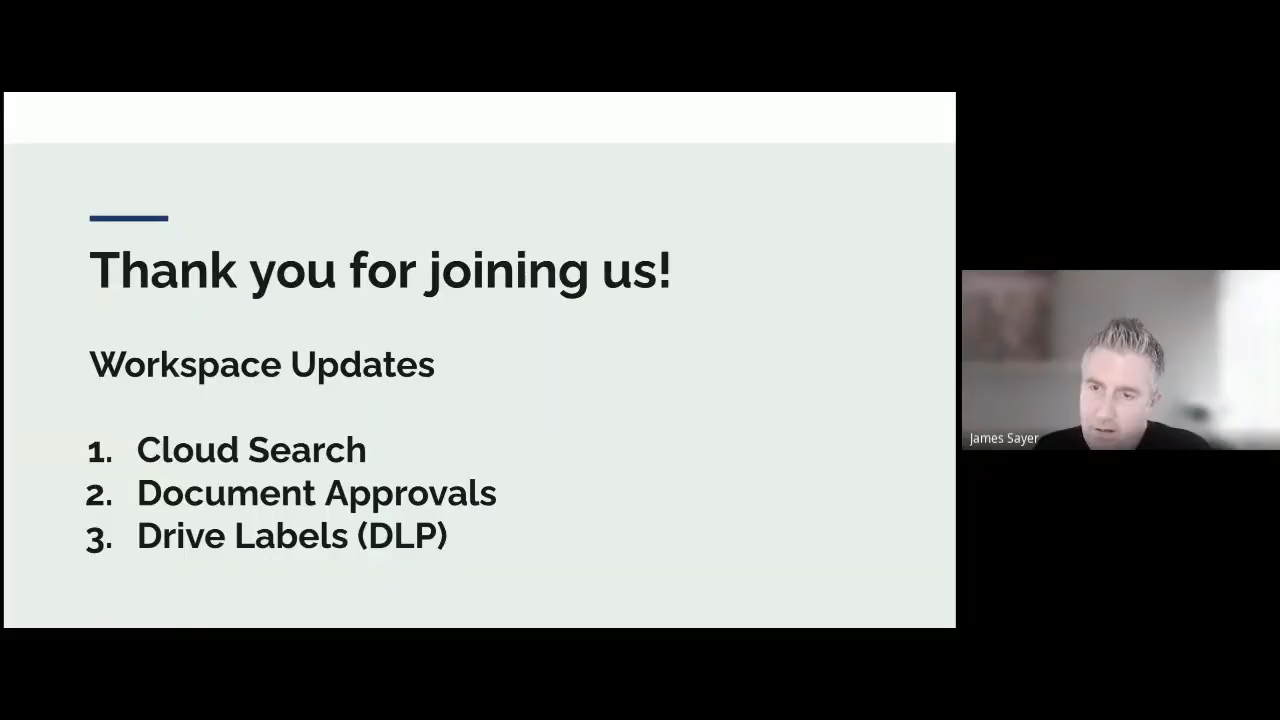 Thank you for joining us!
Workspace Updates
1. Cloud Search
2. Document Approvals
3. Drive Labels (DLP)
James Sayer